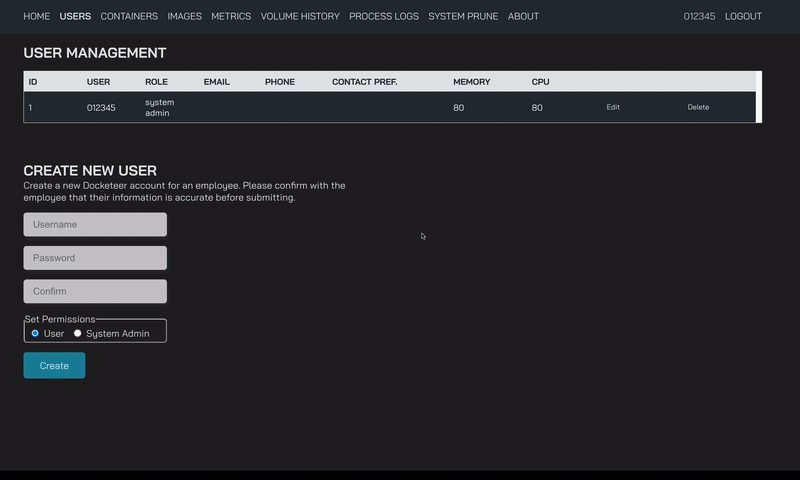 HOME USERS CONTAINERS IMAGES METRICS VOLUME HISTORY PROCESS LOGS SYSTEM PRUNE ABOUT 012345 LOGOUT
USER MANAGEMENT
ID USER ROLE EMAIL PHONE CONTACT PREF. MEMORY CPU
1 012345 system admin 80 80 Edit Delete
CREATE NEW USER
Create a new Docketeer account for an employee. Please confirm with the
employee that their information is accurate before submitting.
Username
Password
Confirm
Set Permissions
User System Admin
Create